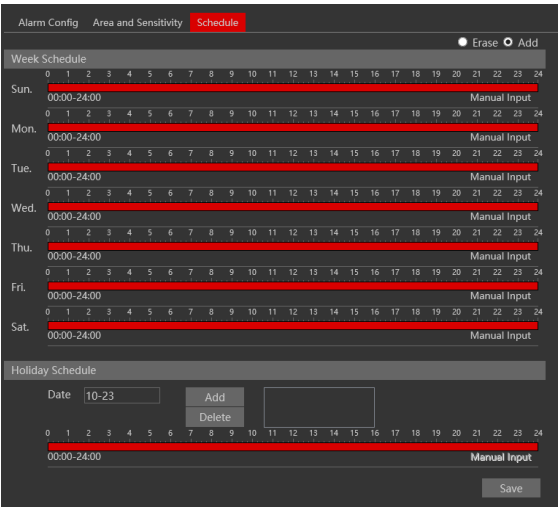 Alarm Config Area and Sensitivity Schedule
Erase Add
Week Schedule
0 1 2 3 4 5 6 7 8 9 10 11 12 13 14 15 16 17 18 19 20 21 22 23 24
Sun.
00:00-24:00 Manual Input
0 1 2 3 4 5 6 7 8 9 10 11 12 13 14 15 16 17 18 19 20 21 22 23 24
Mon.
00:00-24:00 Manual Input
0 1 2 3 4 5 6 7 8 9 10 11 12 13 14 15 16 17 18 19 20 21 22 23 24
Tue.
00:00-24:00 Manual Input
0 1 2 3 4 5 6 7 8 9 10 11 12 13 14 15 16 17 18 19 20 21 22 23 24
Wed.
00:00-24:00 Manual Input
0 1 2 3 4 5 6 7 8 9 10 11 12 13 14 15 16 17 18 19 20 21 22 23 24
Thu.
00:00-24:00 Manual Input
0 1 2 3 4 5 6 7 8 9 10 11 12 13 14 15 16 17 18 19 20 21 22 23 24
Fri.
00:00-24:00 Manual Input
0 1 2 3 4 5 6 7 8 9 10 11 12 13 14 15 16 17 18 19 20 21 22 23 24
Sat.
00:00-24:00 Manual Input
Holiday Schedule
Date 10-23 Add
Delete
0 1 2 3 4 5 6 7 8 9 10 11 12 13 14 15 16 17 18 19 20 21 22 23 24
00:00-24:00 Manual Input
Save